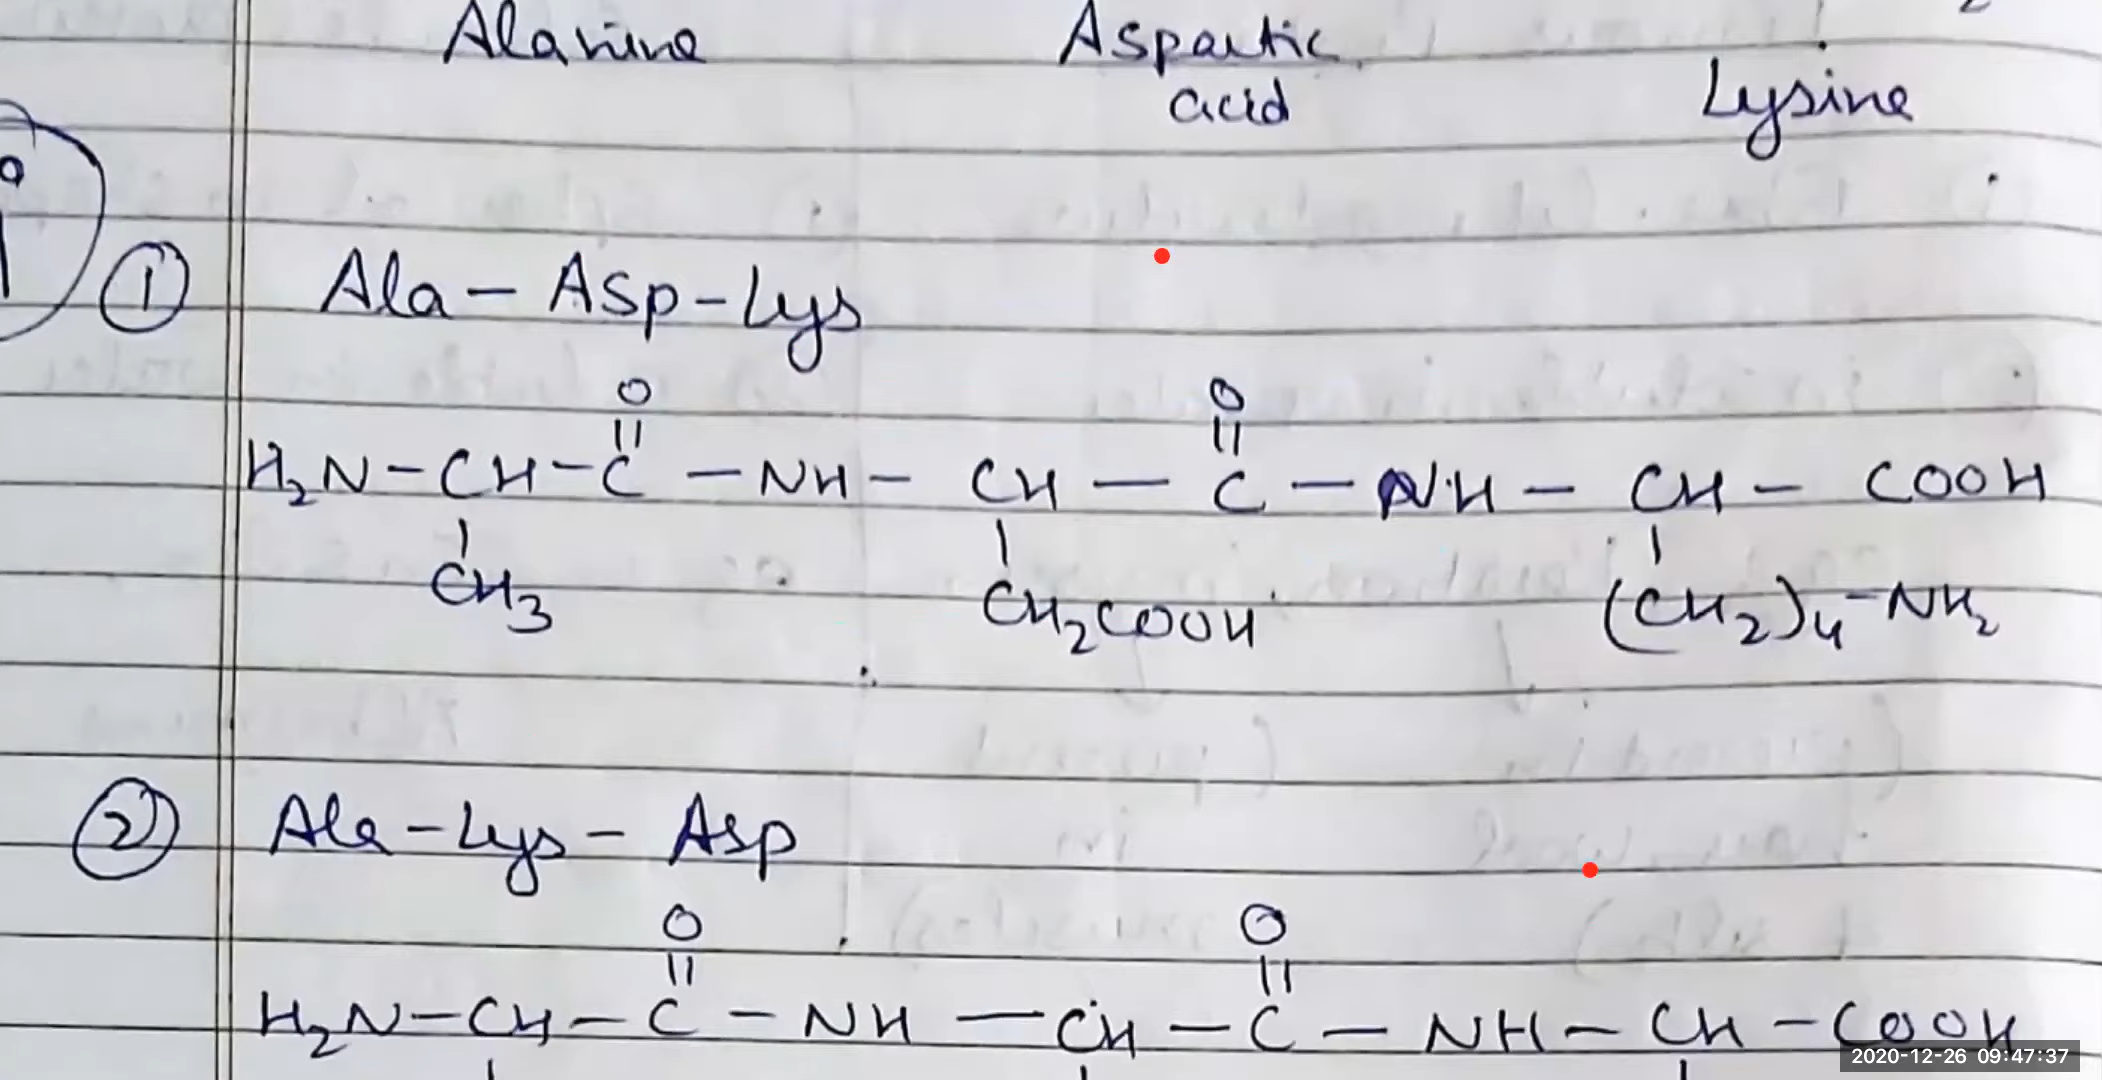 Alanine Aspartic Lysine
acid
① Ala - Asp - Lys
O O
|| ||
H₂N - CH - C - NH - CH - C - NH - CH - COOH
| | |
CH₃ CH₂COOH (CH₂)₄ - NH₂
② Ala - Lys - Asp
O O
|| ||
H₂N - CH - C - NH - CH - C - NH - CH - COOH
2020-12-26 09:47:37